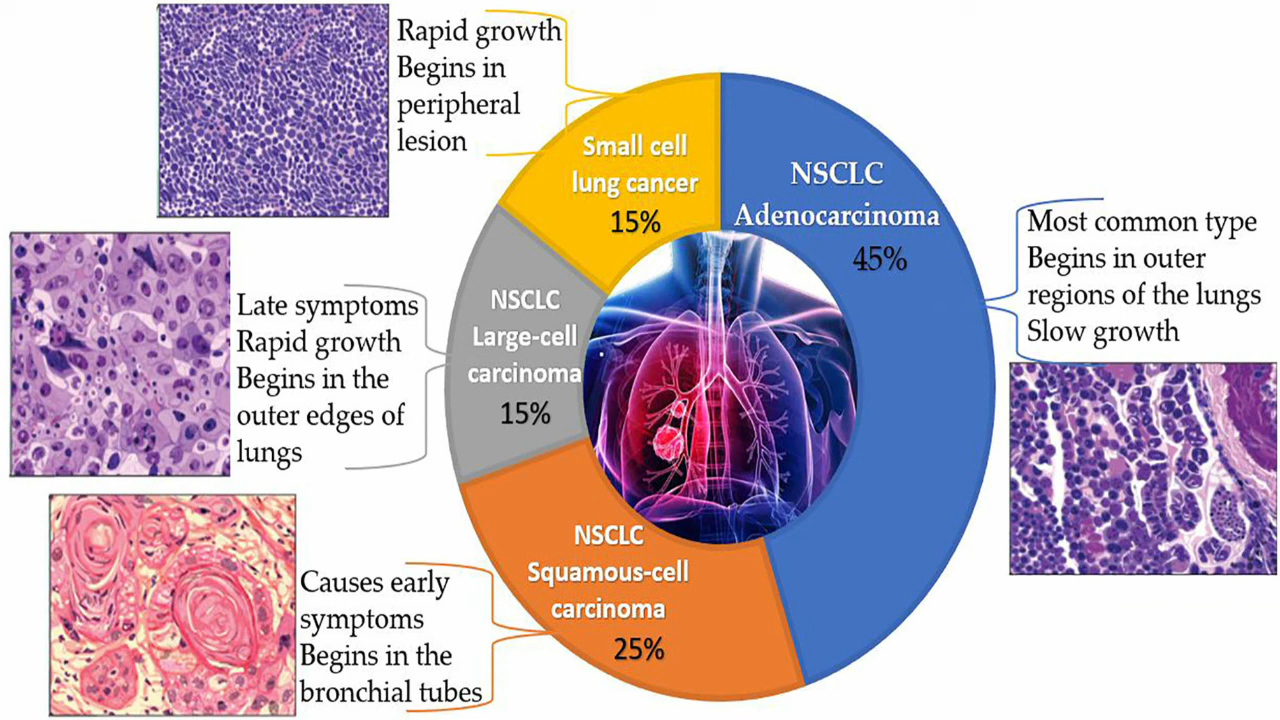 Rapid growth
Begins in
peripheral
lesion
Small cell
lung cancer
15%
NSCLC
Adenocarcinoma
45%
Most common type
Begins in outer
regions of the lungs
Slow growth
Late symptoms
Rapid growth
Begins in the
outer edges of
lungs
NSCLC
Large-cell
carcinoma
15%
Causes early
symptoms
Begins in the
bronchial tubes
NSCLC
Squamous-cell
carcinoma
25%